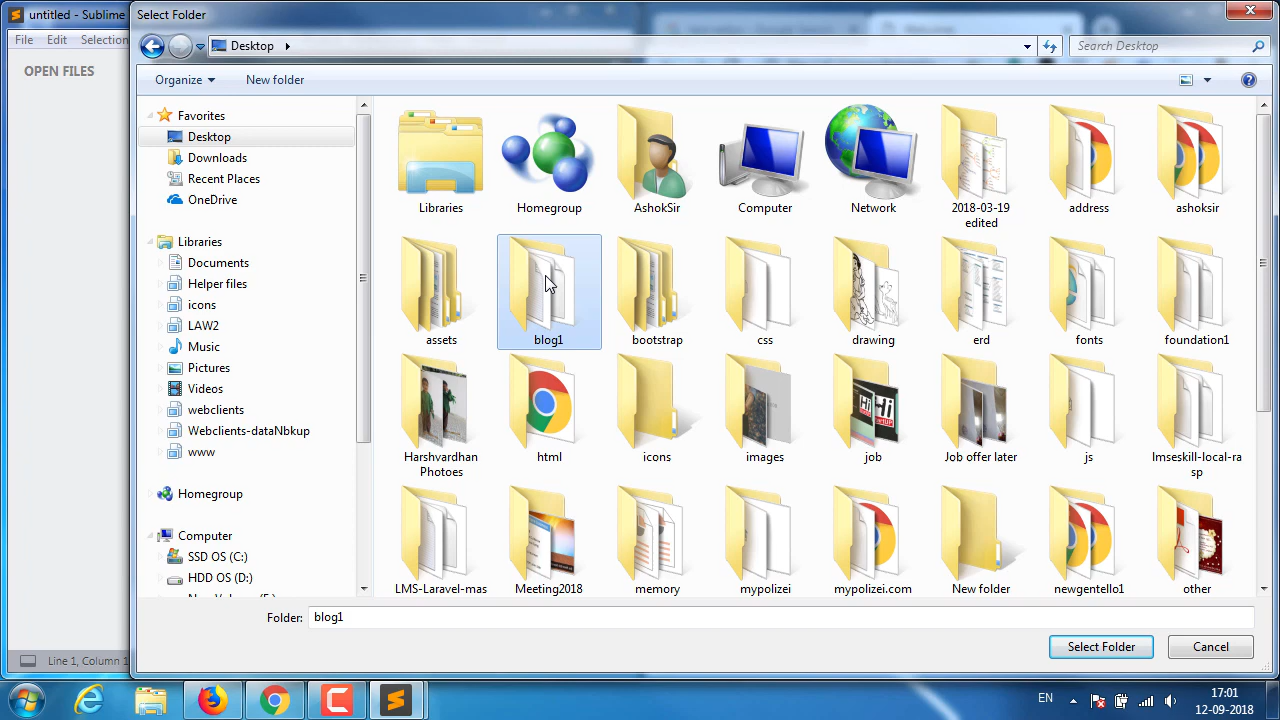 untitled - Sublime
File Edit Selection
OPEN FILES
Line 1, Column 1
Select Folder
Desktop
Search Desktop
Organize
New folder
Favorites
Desktop
Downloads
Recent Places
OneDrive
Libraries
Documents
Helper files
icons
LAW2
Music
Pictures
Videos
webclients
Webclients-dataNbkup
www
Homegroup
Computer
SSD OS (C:)
HDD OS (D:)
Libraries
Homegroup
AshokSir
Computer
Network
2018-03-19
edited
address
ashoksir
assets
blog1
bootstrap
css
drawing
erd
fonts
foundation1
Harshvardhan
Photoes
html
icons
images
job
Job offer later
js
lmseskill-local-ra
sp
LMS-Laravel-mas
Meeting2018
memory
mypolizei
mypolizei.com
New folder
newgentello1
other
Folder: blog1
Select Folder
Cancel
EN
17:01
12-09-2018